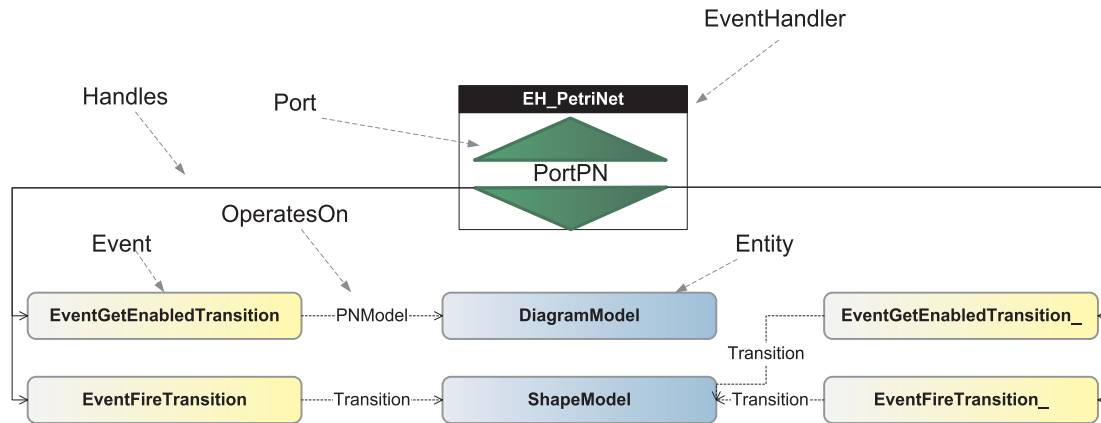 EventHandler
Handles
Port
EH_PetriNet
PortPN
OperatesOn
Event
Entity
EventGetEnabledTransition
PNModel
DiagramModel
EventGetEnabledTransition_
Transition
EventFireTransition
Transition
ShapeModel
Transition
EventFireTransition_